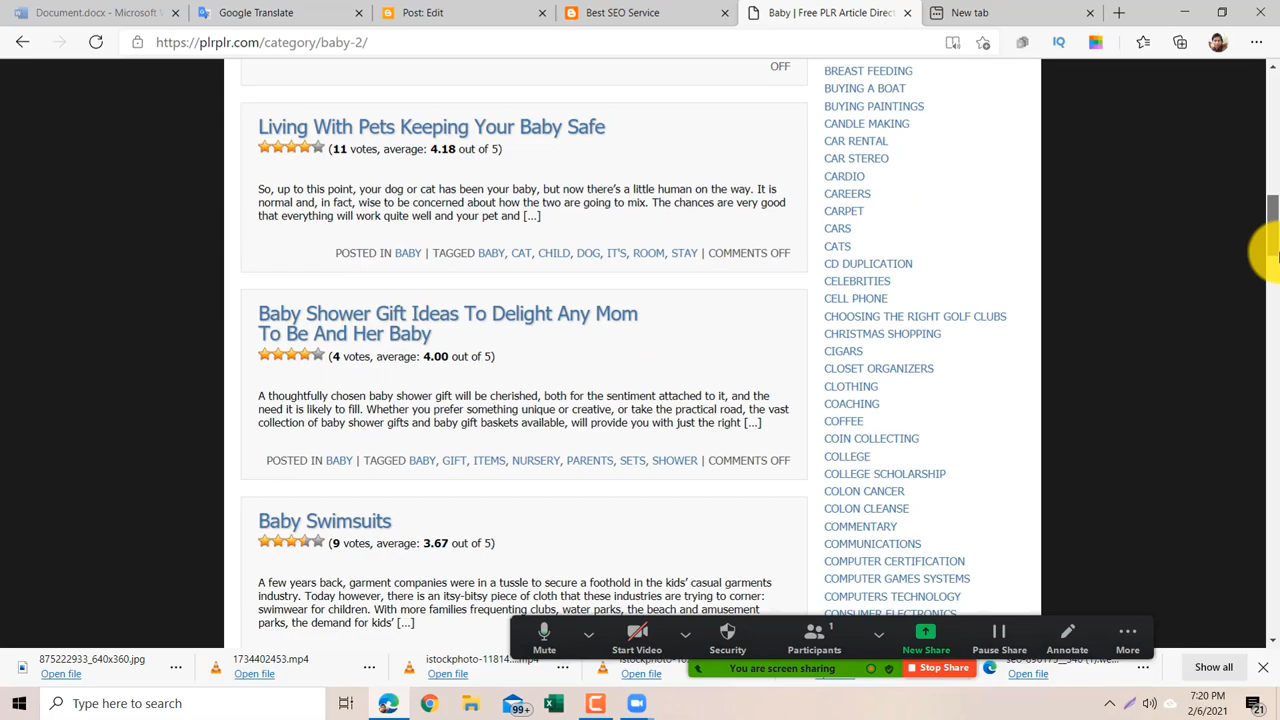 Document.docx - Microsoft W
Google Translate
Post: Edit
Best SEO Service
Baby | Free PLR Article Direct
New tab
https://plrplr.com/category/baby-2/
OFF
Living With Pets Keeping Your Baby Safe
(11 votes, average: 4.18 out of 5)
So, up to this point, your dog or cat has been your baby, but now there's a little human on the way. It is
normal and, in fact, wise to be concerned about how the two are going to mix. The chances are very good
that everything will work quite well and your pet and [...]
POSTED IN BABY | TAGGED BABY, CAT, CHILD, DOG, IT'S, ROOM, STAY | COMMENTS OFF
Baby Shower Gift Ideas To Delight Any Mom
To Be And Her Baby
(4 votes, average: 4.00 out of 5)
A thoughtfully chosen baby shower gift will be cherished, both for the sentiment attached to it, and the
need it is likely to fill. Whether you prefer something unique or creative, or take the practical road, the vast
collection of baby shower gifts and baby gift baskets available, will provide you with just the right [...]
POSTED IN BABY | TAGGED BABY, GIFT, ITEMS, NURSERY, PARENTS, SETS, SHOWER | COMMENTS OFF
Baby Swimsuits
(9 votes, average: 3.67 out of 5)
A few years back, garment companies were in a tussle to secure a foothold in the kids' casual garments
industry. Today however, there is an itsy-bitsy piece of cloth that these industries are trying to corner:
swimwear for children. With more families frequenting clubs, water parks, the beach and amusement
parks, the demand for kids' [...]
BREAST FEEDING
BUYING A BOAT
BUYING PAINTINGS
CANDLE MAKING
CAR RENTAL
CAR STEREO
CARDIO
CAREERS
CARPET
CARS
CATS
CD DUPLICATION
CELEBRITIES
CELL PHONE
CHOOSING THE RIGHT GOLF CLUBS
CHRISTMAS SHOPPING
CIGARS
CLOSET ORGANIZERS
CLOTHING
COACHING
COFFEE
COIN COLLECTING
COLLEGE
COLLEGE SCHOLARSHIP
COLON CANCER
COLON CLEANSE
COMMENTARY
COMMUNICATIONS
COMPUTER CERTIFICATION
COMPUTER GAMES SYSTEMS
COMPUTERS TECHNOLOGY
CONSUMER ELECTRONICS
1
Mute
Start Video
Security
Participants
New Share
Pause Share
Annotate
More
You are screen sharing
Stop Share
875222933_640x360.jpg
Open file
1734402453.mp4
Open file
istockphoto-11814....mp4
Open file
Open file
Open file
Show all
Type here to search
99+
7:20 PM
2/6/2021
21